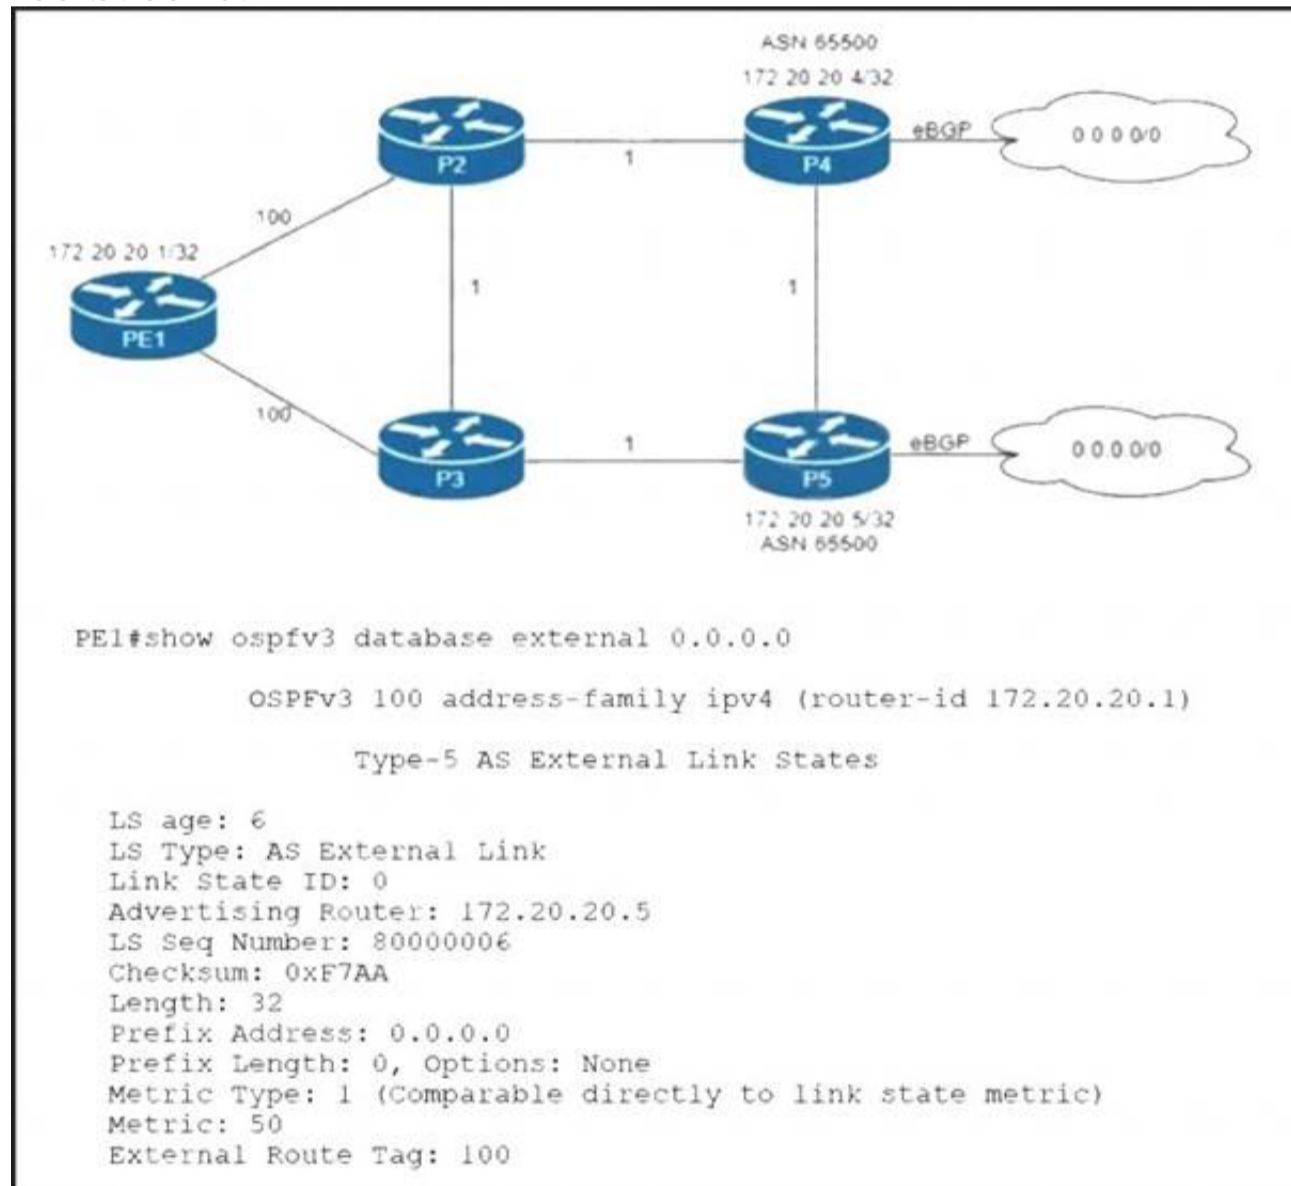 ASN 65500
172 20 20 4/32
P2
1
P4
eBGP
0 0 0 0/0
100
172 20 20 1/32
PE1
1
1
100
P3
1
P5
eBGP
0 0 0 0/0
172 20 20 5/32
ASN 65500
PE1#show ospfv3 database external 0.0.0.0
OSPFv3 100 address-family ipv4 (router-id 172.20.20.1)
Type-5 AS External Link States
LS age: 6
LS Type: AS External Link
Link State ID: 0
Advertising Router: 172.20.20.5
LS Seq Number: 80000006
Checksum: 0xF7AA
Length: 32
Prefix Address: 0.0.0.0
Prefix Length: 0, Options: None
Metric Type: 1 (Comparable directly to link state metric)
Metric: 50
External Route Tag: 100